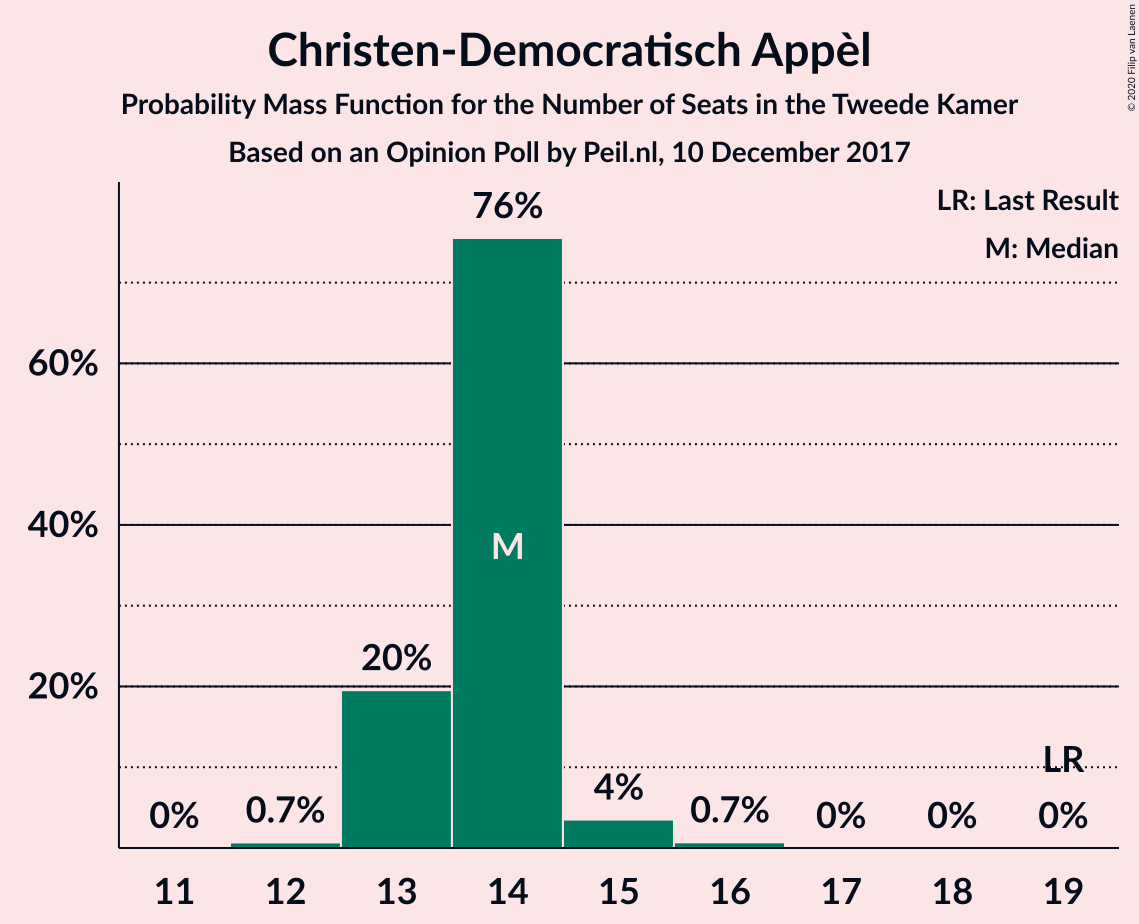 Christen-Democratisch Appèl
Probability Mass Function for the Number of Seats in the Tweede Kamer
Based on an Opinion Poll by Peil.nl, 10 December 2017
© 2020 Filip van Laenen
LR: Last Result
M: Median
76%
60%
40%
M
20%
20%
LR
0%
0.7%
4%
0.7%
0%
0%
0%
11
12
13
14
15
16
17
18
19